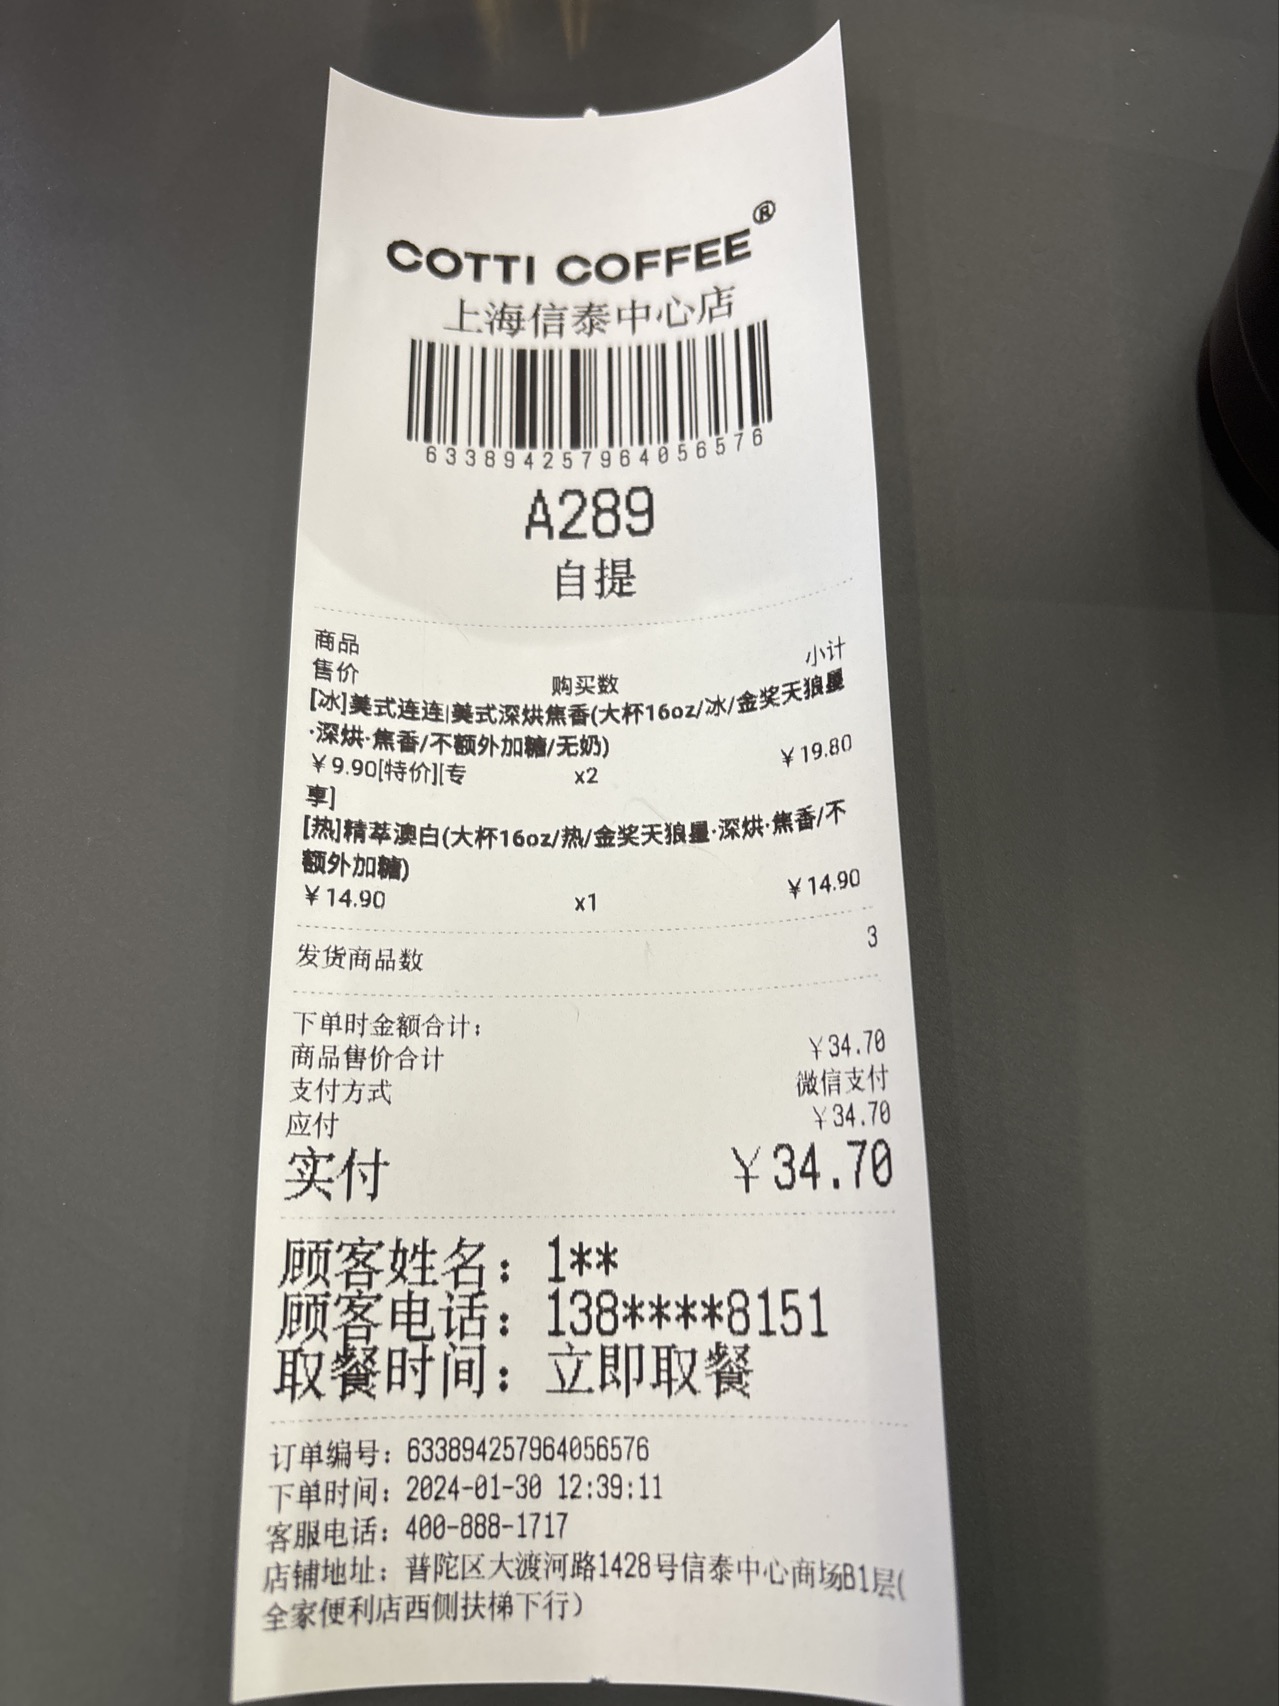 COTTI COFFEE®
上海信泰中心店
633894257964056576
A289
自提
商品 小计
售价 购买数
[冰]美式连连|美式深烘焦香(大杯16oz/冰/金奖天狼星
·深烘·焦香/不额外加糖/无奶)
￥9.90[特价][专 x2 ￥19.80
享]
[热]精萃澳白(大杯16oz/热/金奖天狼星·深烘·焦香/不
额外加糖)
￥14.90 x1 ￥14.90
发货商品数 3
下单时金额合计：
商品售价合计 ￥34.70
支付方式 微信支付
应付 ￥34.70
实付 ￥34.70
顾客姓名：1**
顾客电话：138****8151
取餐时间：立即取餐
订单编号：633894257964056576
下单时间：2024-01-30 12:39:11
客服电话：400-888-1717
店铺地址：普陀区大渡河路1428号信泰中心商场B1层(
全家便利店西侧扶梯下行)